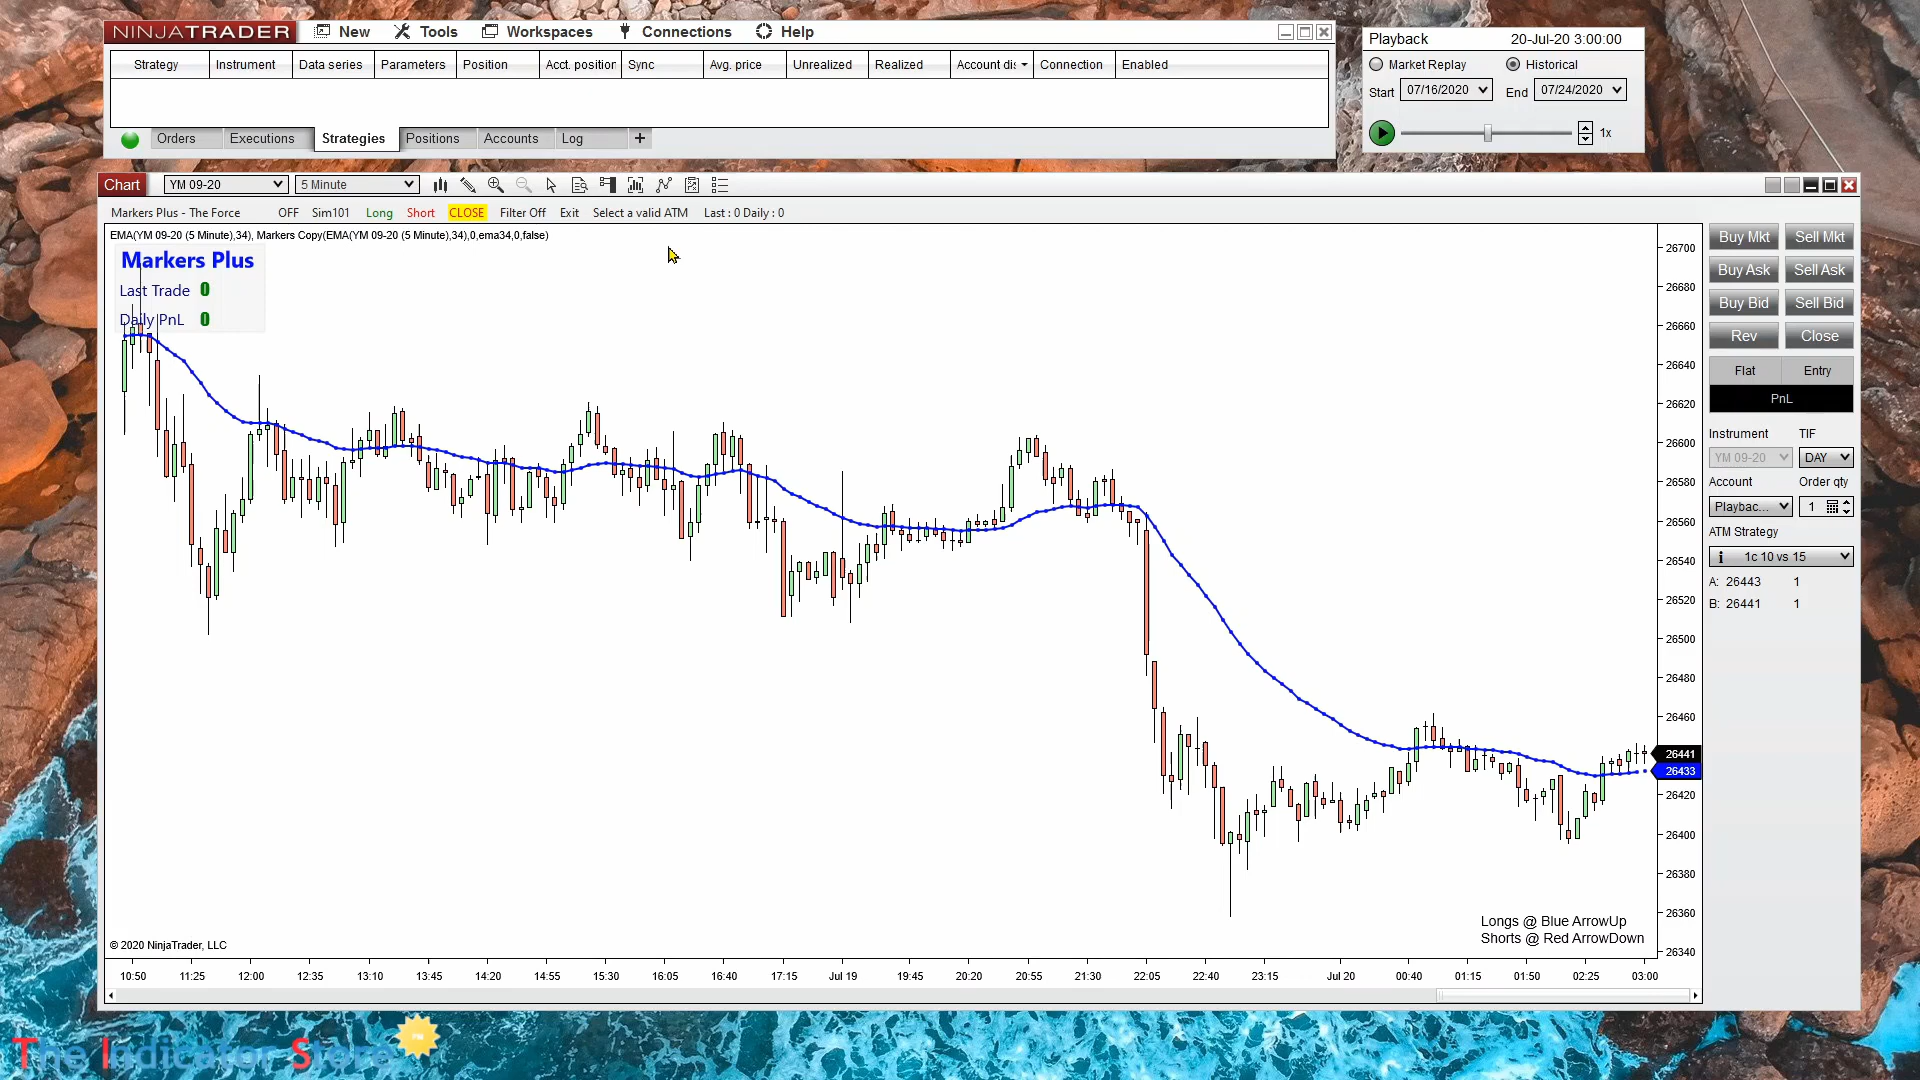 NINJATRADER New Tools Workspaces Connections Help
Strategy Instrument Data series Parameters Position Acct. position Sync Avg. price Unrealized Realized Account dis Connection Enabled
Orders Executions Strategies Positions Accounts Log +
Playback 20-Jul-20 3:00:00
Market Replay Historical
Start 07/16/2020 End 07/24/2020
1x
Chart YM 09-20 5 Minute
Markers Plus - The Force OFF Sim101 Long Short CLOSE Filter Off Exit Select a valid ATM Last : 0 Daily : 0
EMA(YM 09-20 (5 Minute),34), Markers Copy(EMA(YM 09-20 (5 Minute),34),0,ema34,0,false)
Markers Plus
Last Trade 0
Daily PnL 0
26700
26680
26660
26640
26620
26600
26580
26560
26540
26520
26500
26480
26460
26441
26433
26420
26400
26380
26360
26340
Longs @ Blue ArrowUp
Shorts @ Red ArrowDown
© 2020 NinjaTrader, LLC
10:50 11:25 12:00 12:35 13:10 13:45 14:20 14:55 15:30 16:05 16:40 17:15 Jul 19 19:45 20:20 20:55 21:30 22:05 22:40 23:15 Jul 20 00:40 01:15 01:50 02:25 03:00
Buy Mkt Sell Mkt
Buy Ask Sell Ask
Buy Bid Sell Bid
Rev Close
Flat Entry
PnL
Instrument TIF
YM 09-20 DAY
Account Order qty
Playbac... 1
ATM Strategy
1c 10 vs 15
A: 26443 1
B: 26441 1
The Indicator Store